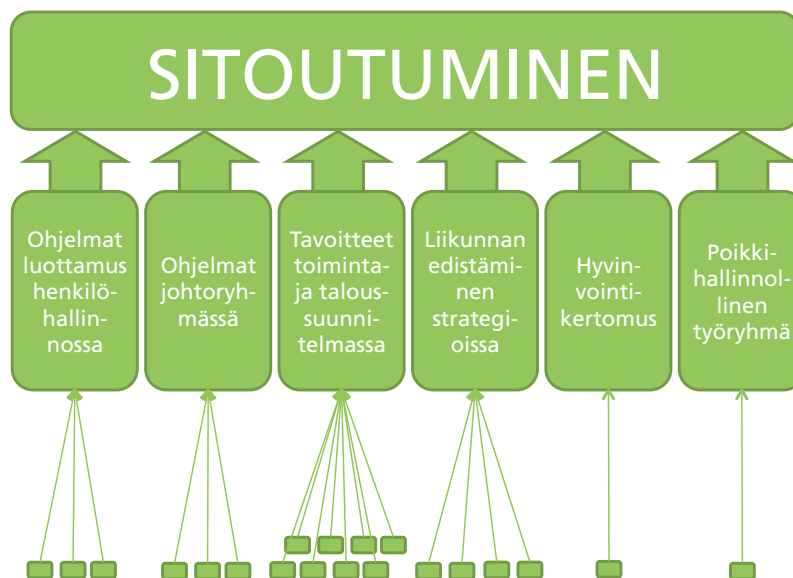 SITOUTUMINEN
Ohjelmat
luottamus
henkilö-
hallin-
nossa
Ohjelmat
johtoryh-
mässä
Tavoitteet
toiminta-
ja talous-
suunni-
telmassa
Liikunnan
edistämi-
nen
strategi-
oissa
Hyvin-
vointi-
kertomus
Poikki-
hallinnol-
linen
työryhmä